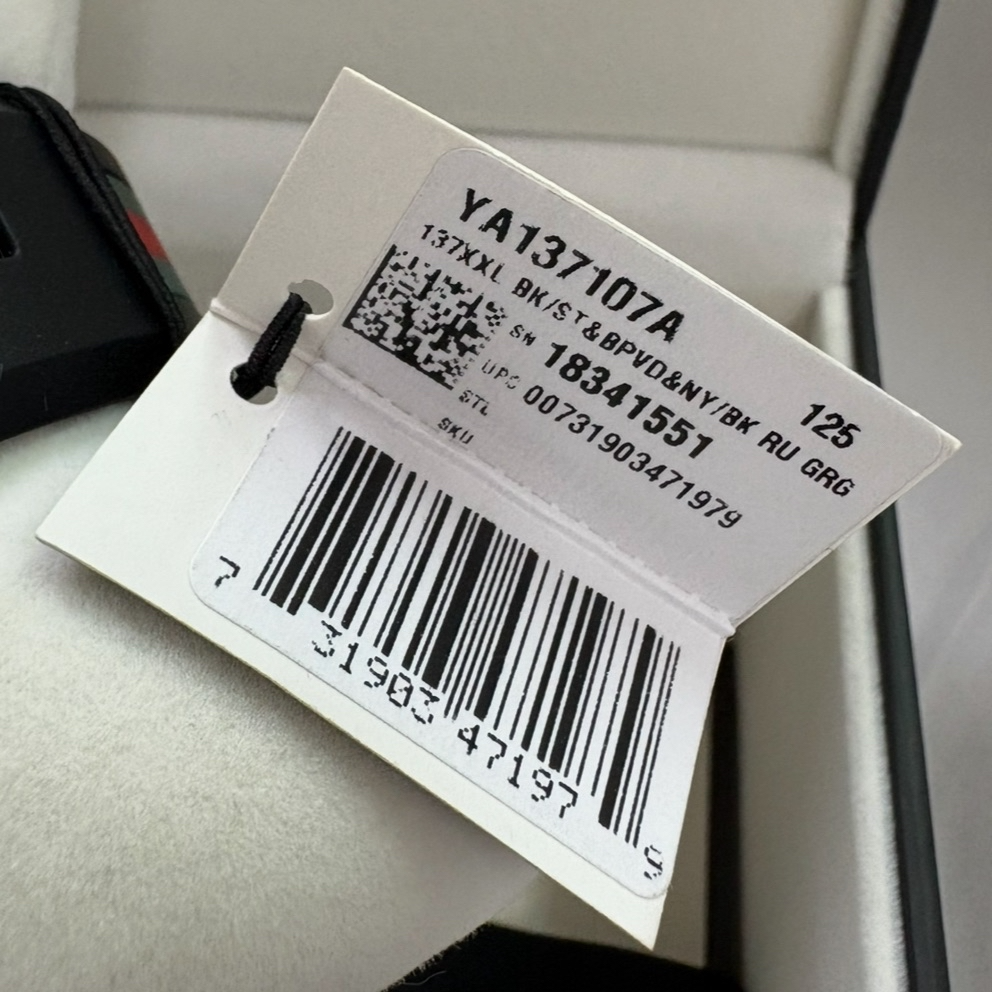 YA137107A
125
137XXL BK/ST&BPVD&NY/BK RU GRG
SN 18341551
UPC 00731903471979
STL
SKU
7 31903 47197 9